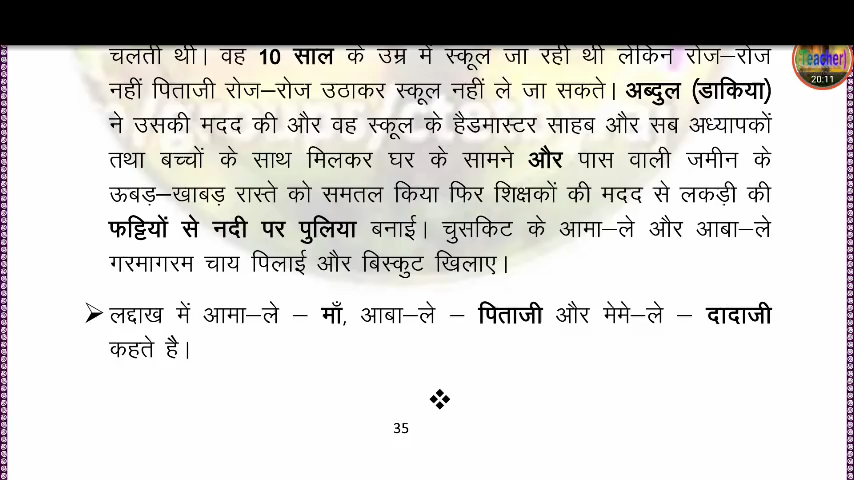 चलती थी। वह 10 साल के उम्र में स्कूल जा रही थी लेकिन रोज–रोज
Teacher
नहीं पिताजी रोज–रोज उठाकर स्कूल नहीं ले जा सकते। अब्दुल (डाकिया)
20:11
ने उसकी मदद की और वह स्कूल के हैडमास्टर साहब और सब अध्यापकों
तथा बच्चों के साथ मिलकर घर के सामने और पास वाली जमीन के
ऊबड़–खाबड़ रास्ते को समतल किया फिर शिक्षकों की मदद से लकड़ी की
फट्टियों से नदी पर पुलिया बनाई। चुसकिट के आमा–ले और आबा–ले
गरमागरम चाय पिलाई और बिस्कुट खिलाए।
लद्दाख में आमा–ले – माँ, आबा–ले – पिताजी और मेमे–ले – दादाजी
कहते है।
35